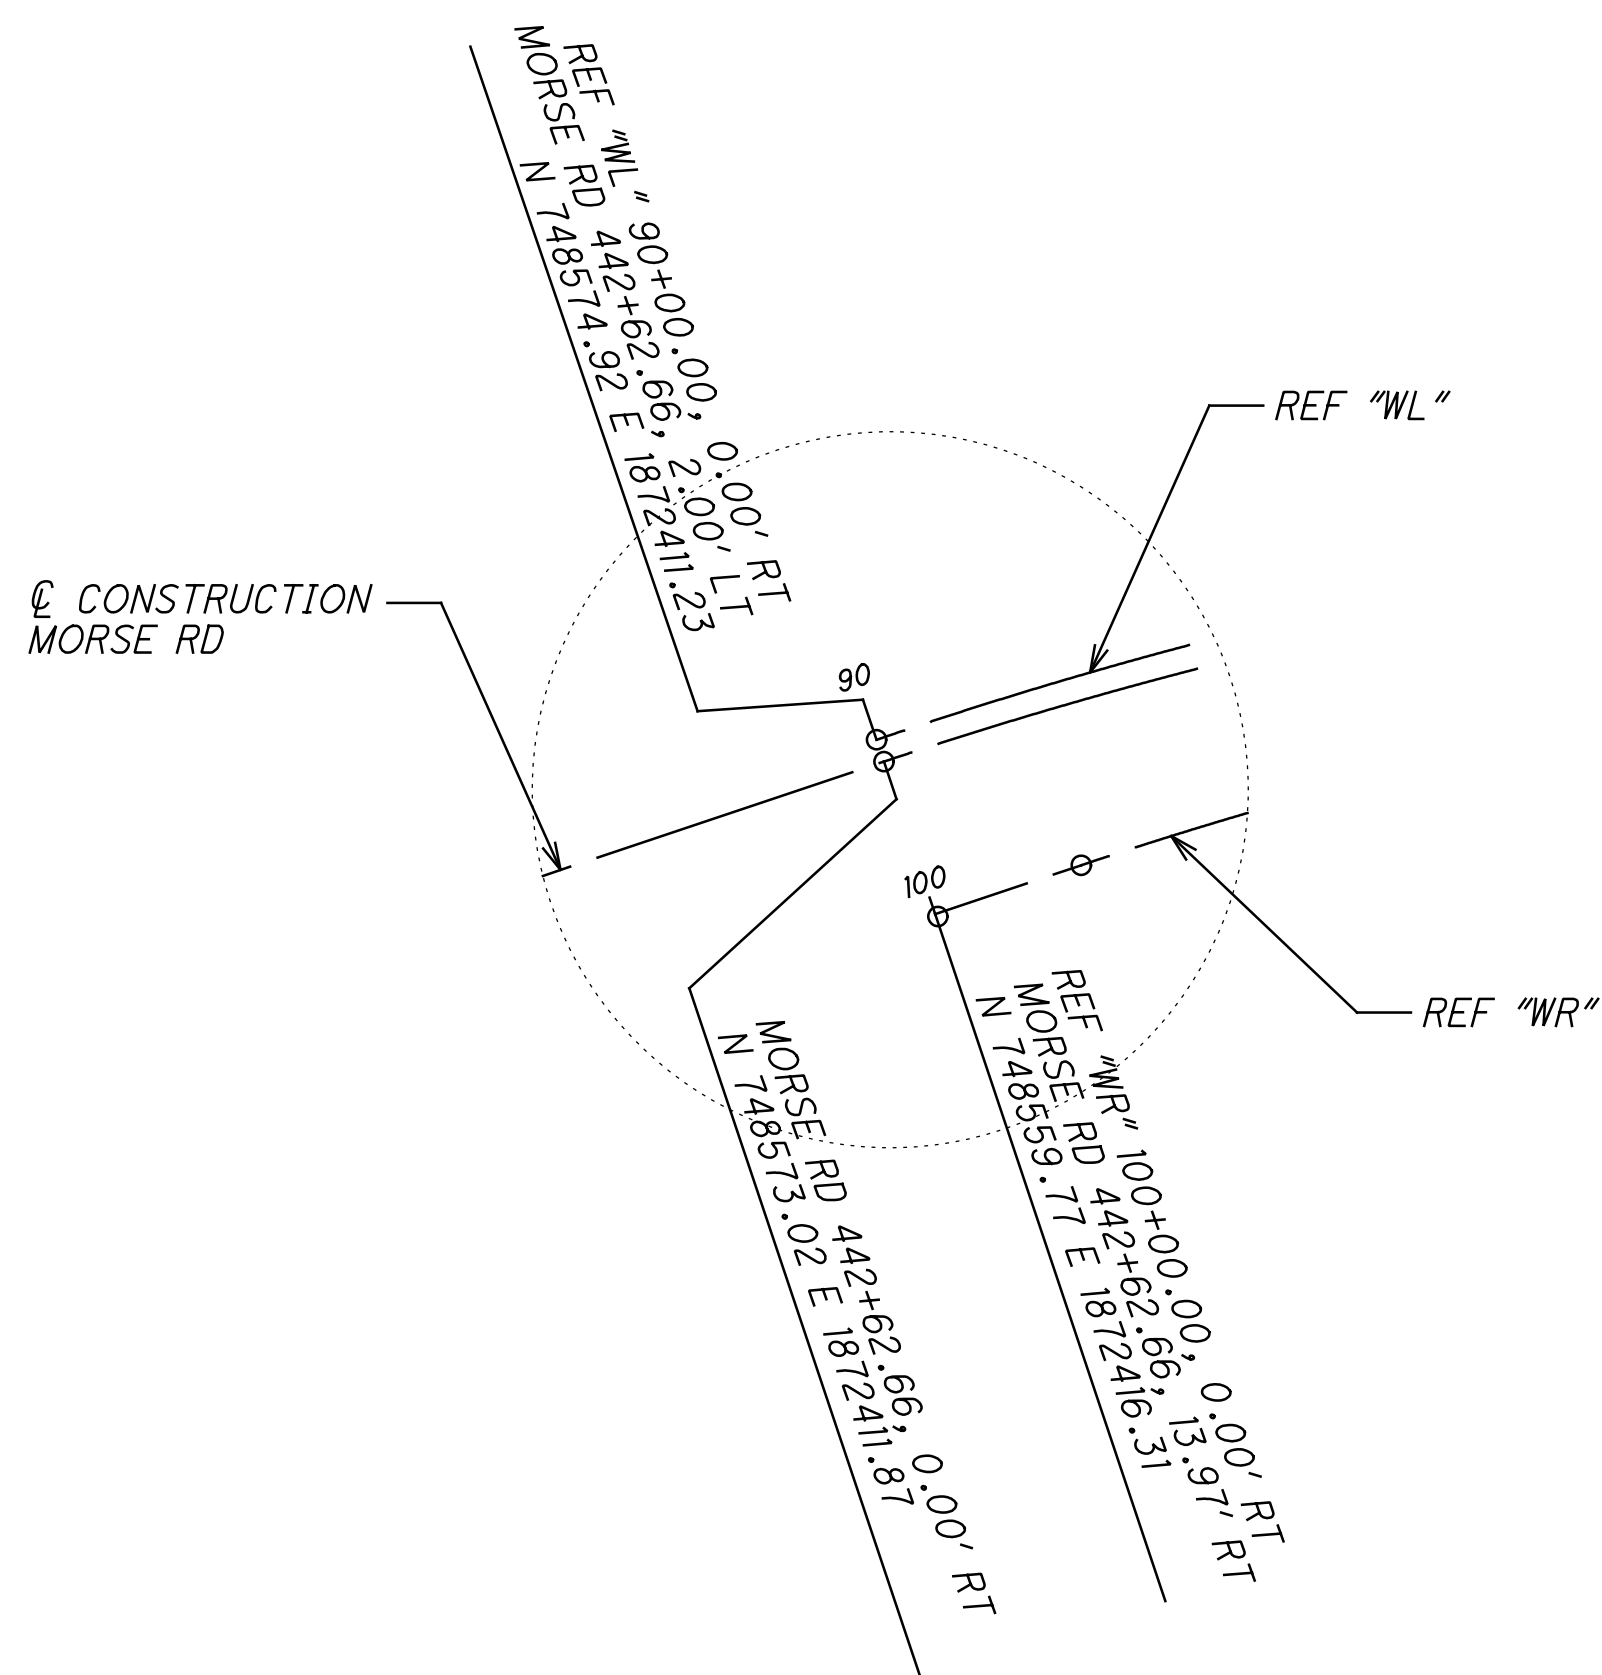 REF "WL" 90+00.00, 0.00' RT
MORSE RD 442+62.66, 2.00' LT
N 748574.92 E 1872411.23
REF "WL"
℄ CONSTRUCTION
MORSE RD
90
100
REF "WR"
REF "WR" 100+00.00, 0.00' RT
MORSE RD 442+62.66, 13.97' RT
N 748559.77 E 1872416.31
MORSE RD 442+62.66, 0.00' RT
N 748573.02 E 1872411.87